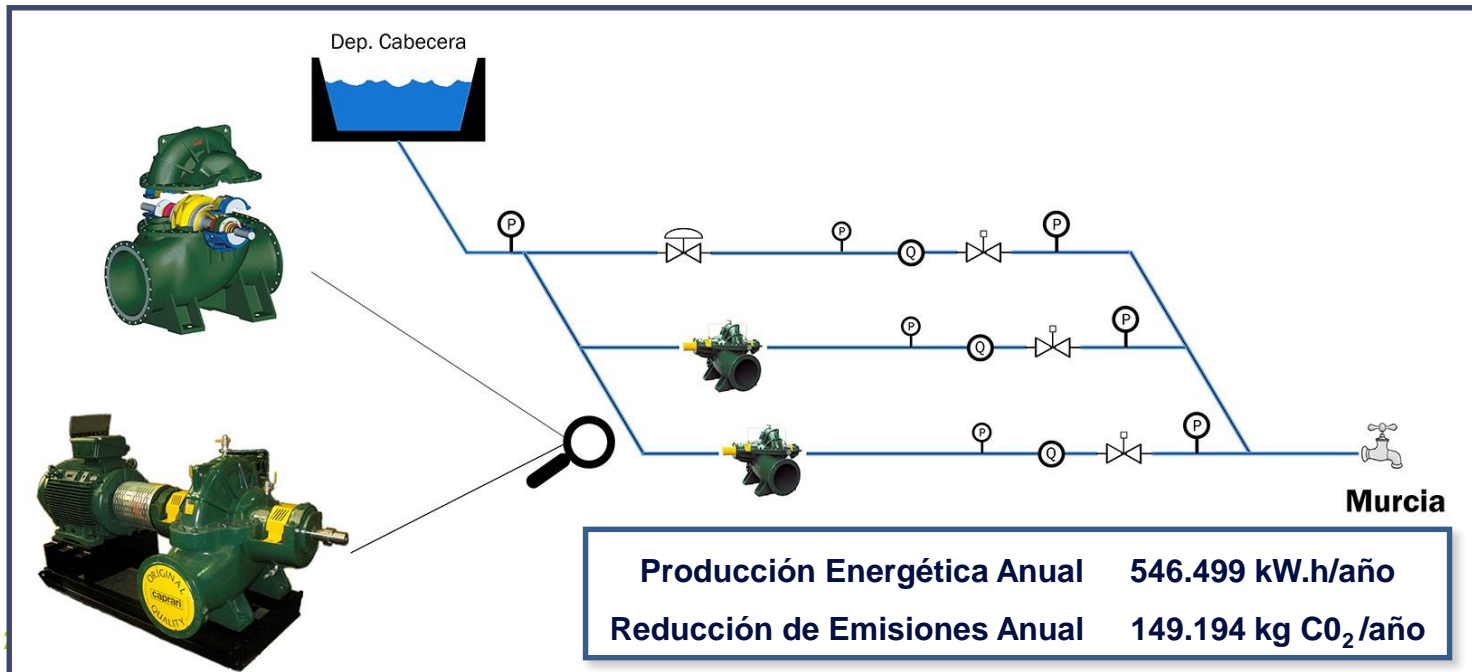 Dep. Cabecera
P
P
Q
P
P
Q
P
P
Q
P
Murcia
ORIGINAL
caprari
QUALITY
Producción Energética Anual 546.499 kW.h/año
Reducción de Emisiones Anual 149.194 kg C0₂/año